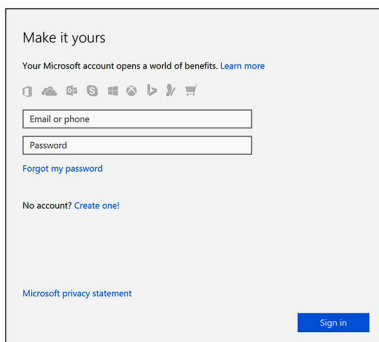 Make it yours
Your Microsoft account opens a world of benefits. Learn more
Email or phone
Password
Forgot my password
No account? Create one!
Microsoft privacy statement
Sign in